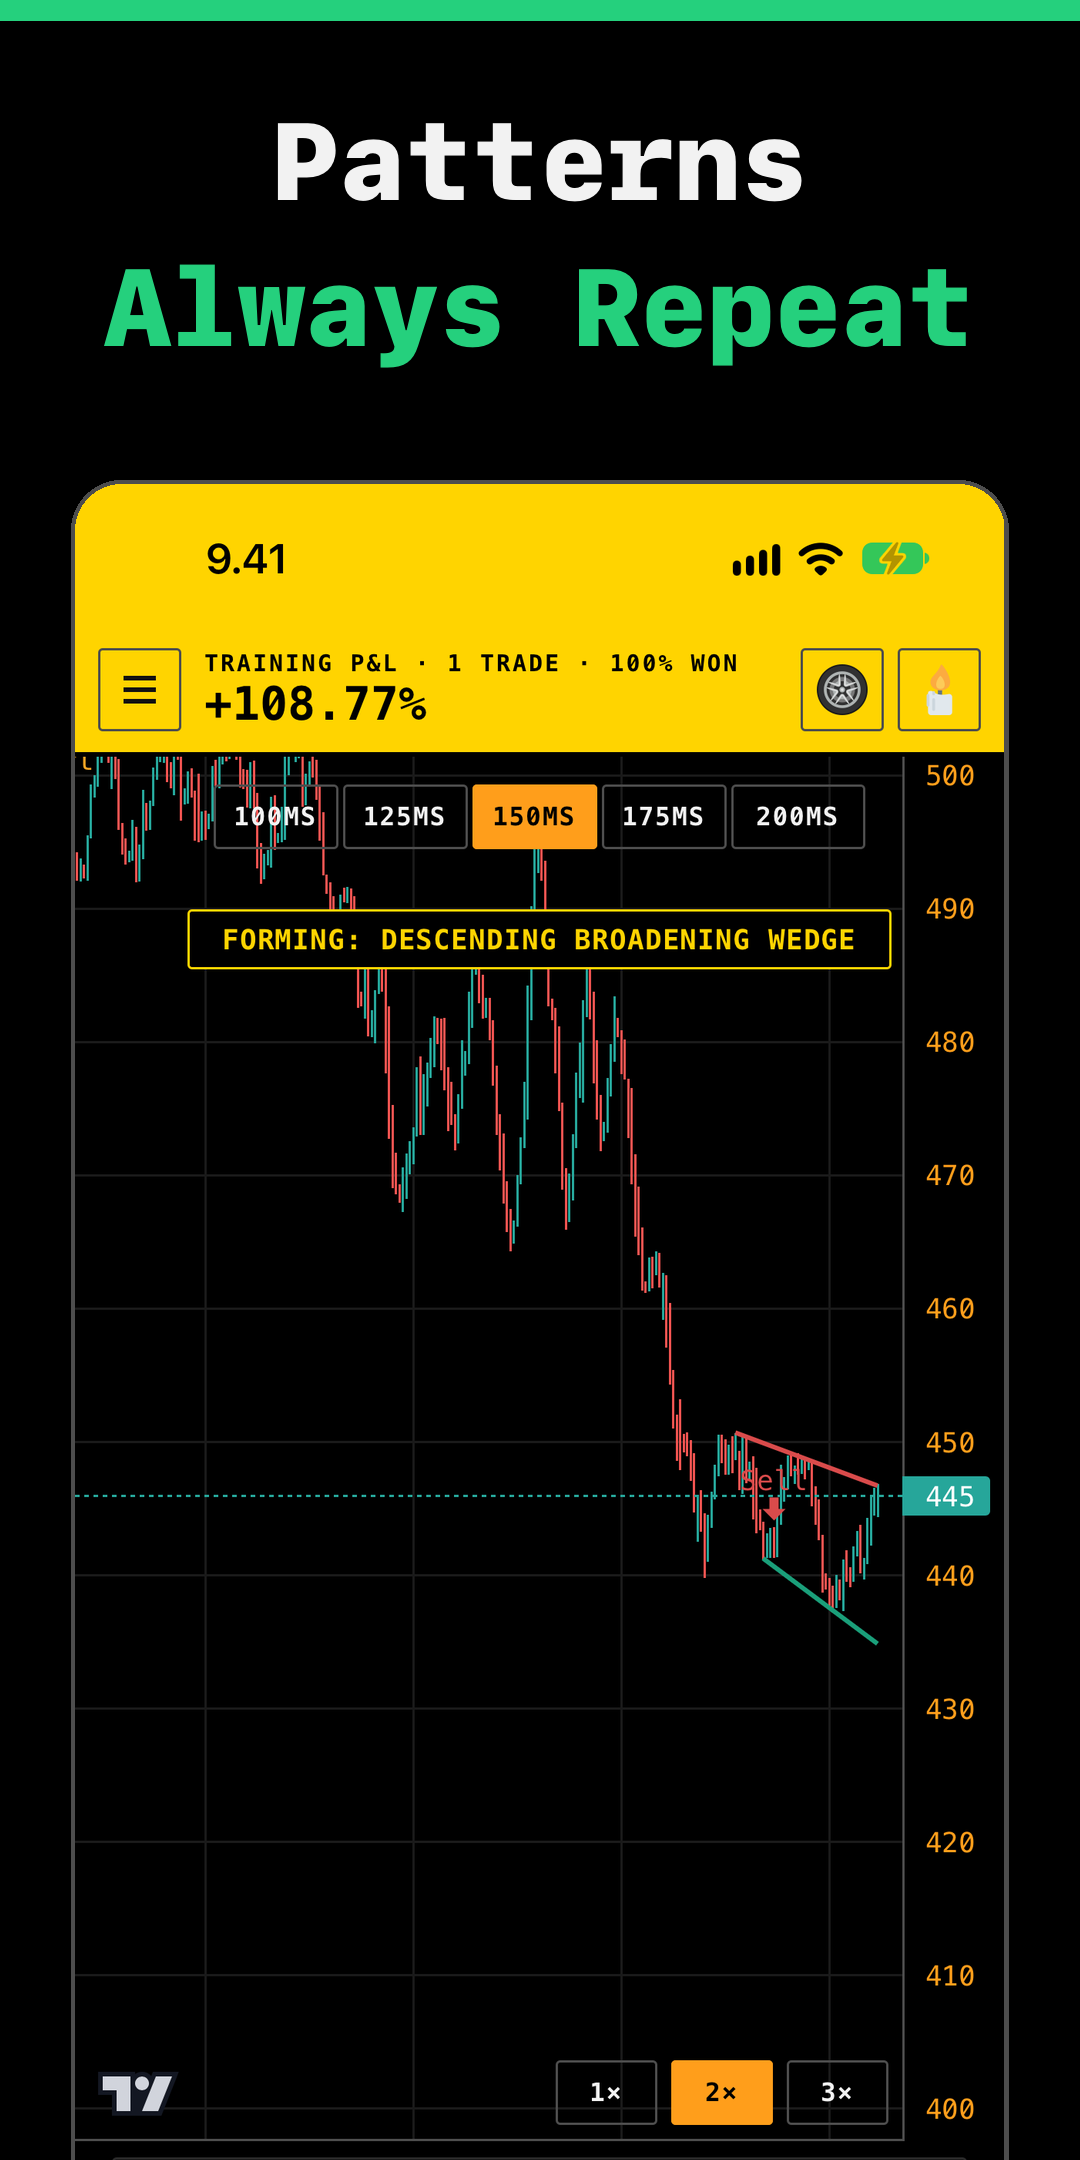 Patterns
Always Repeat
9.41
TRAINING P&L · 1 TRADE · 100% WON
+108.77%
500
100MS 125MS 150MS 175MS 200MS
490
FORMING: DESCENDING BROADENING WEDGE
480
470
460
450
Sell
445
440
430
420
410
1× 2× 3×
400